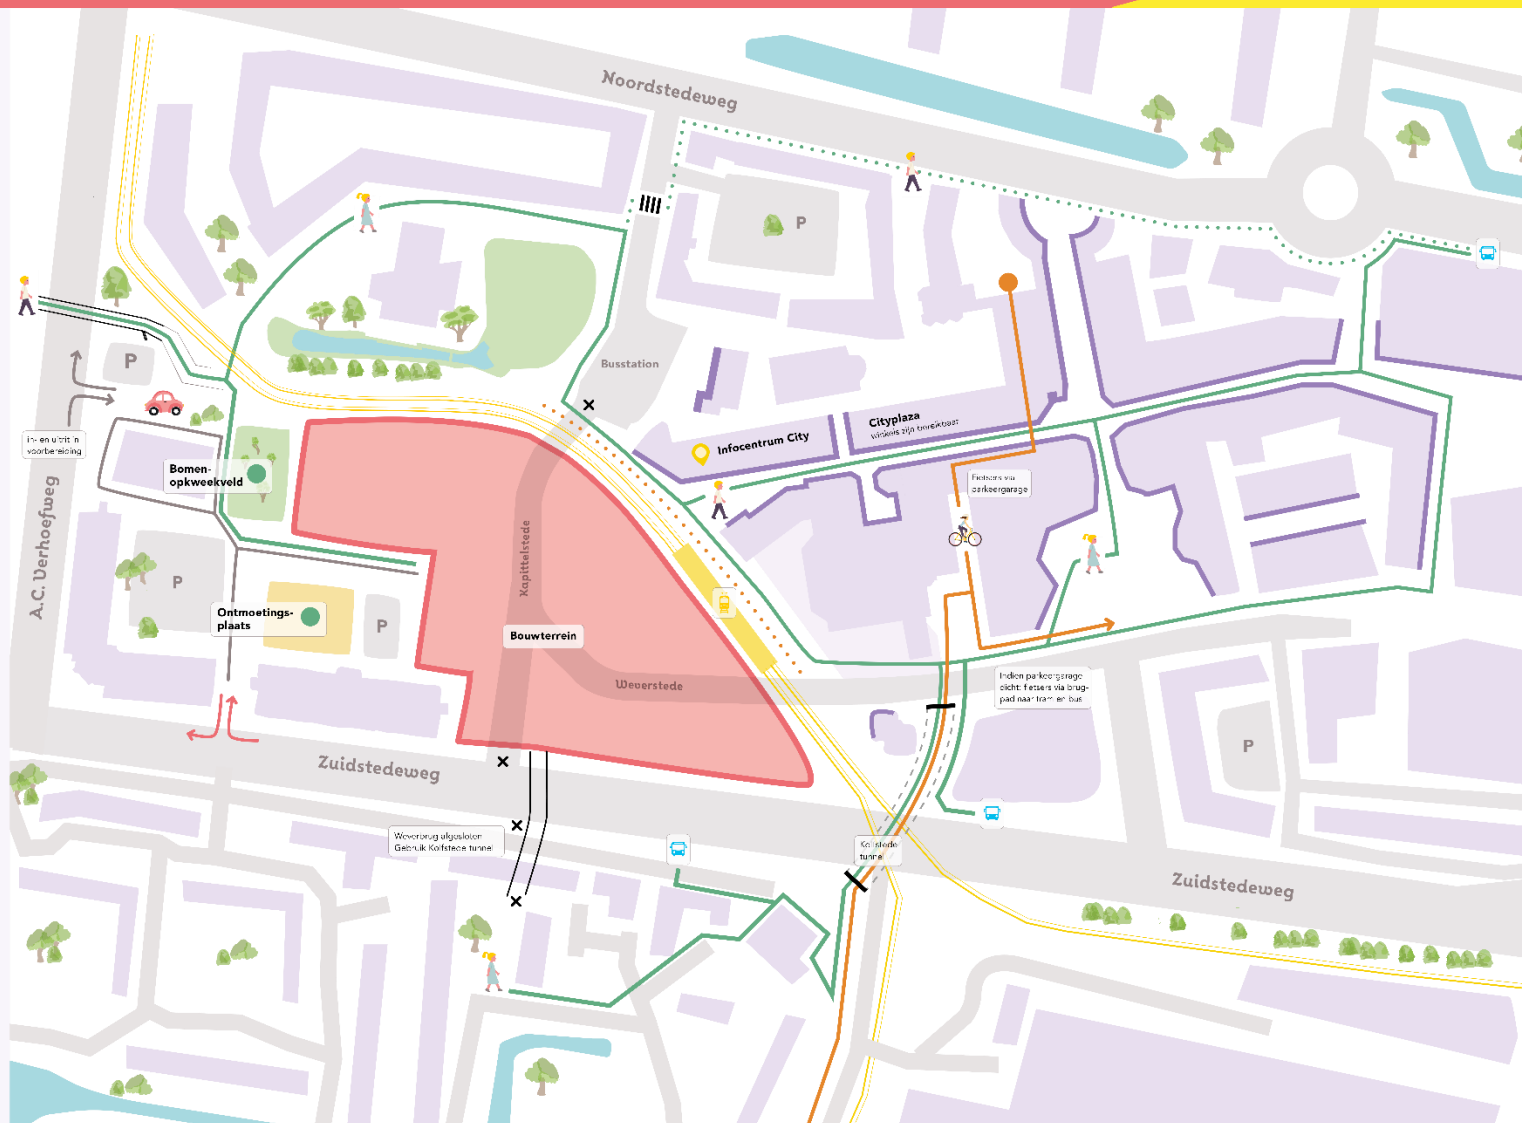 Noordstedeweg
P
Busstation
P
in- en uitrit in
voorbereiding
Cityplaza
winkels zijn bereikbaar
Infocentrum City
Bomen-
opkweekveld
Fietsers via
parkeergarage
A.C. Verhoefweg
Kapittelstede
P
Ontmoetings-
plaats
P
Bouwterrein
Weverstede
Indien parkeergarage
dicht: fietsers via brug-
pad naar tram en bus
P
Zuidstedeweg
Weverbrug afgesloten
Gebruik Kolfstede tunnel
Kolfstede
tunnel
Zuidstedeweg